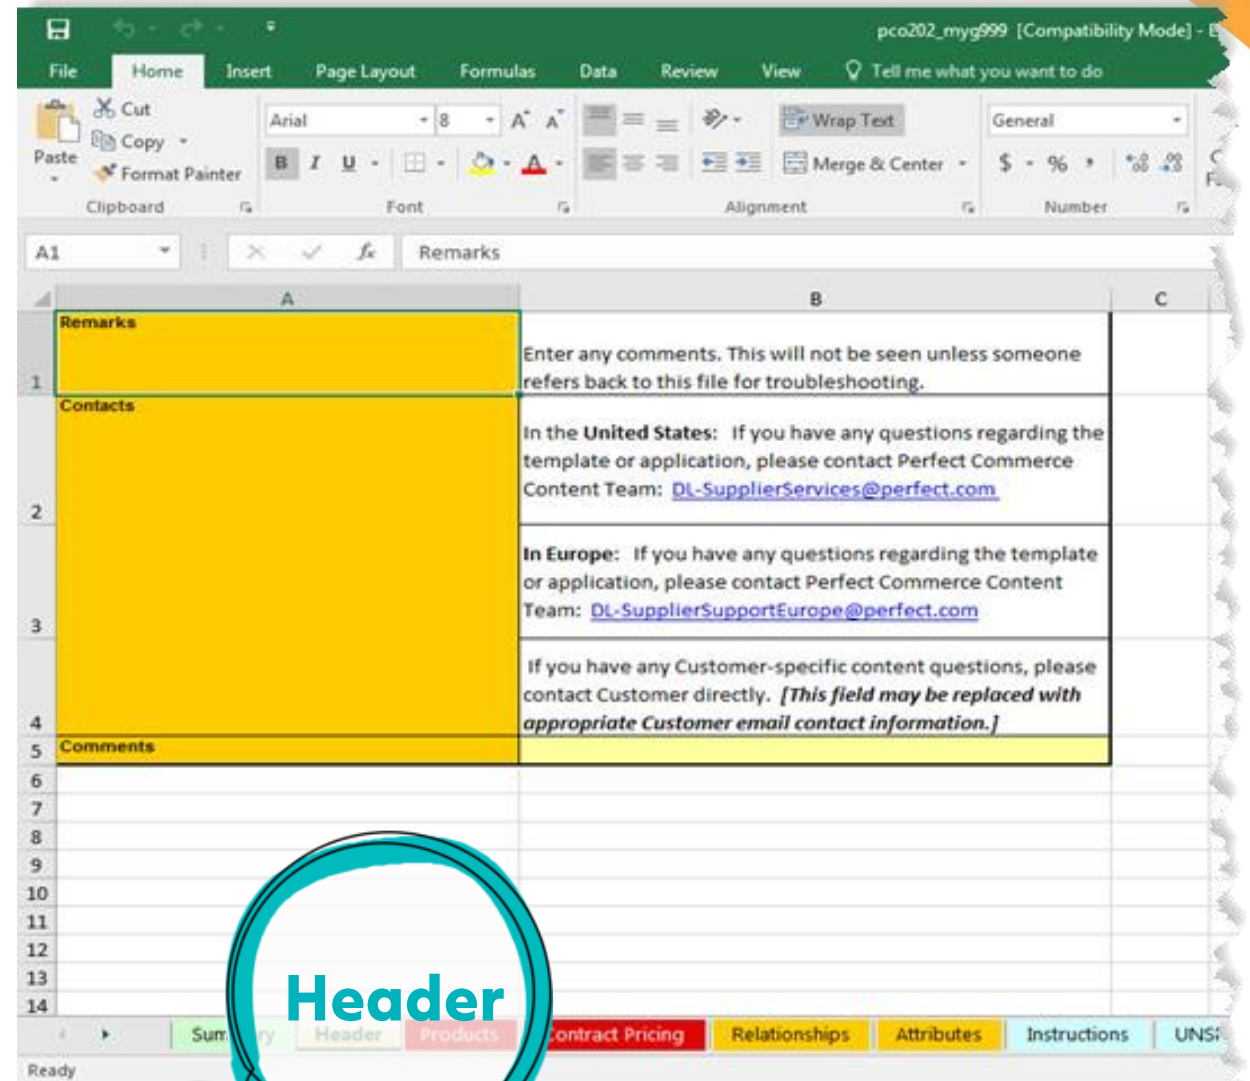 pco202_myg999 [Compatibility Mode] -
File Home Insert Page Layout Formulas Data Review View Tell me what you want to do
Cut
Copy
Format Painter
Paste
Clipboard
Arial 8 A A
B I U A
Font
Wrap Text
Merge & Center
Alignment
General
$ % ,
Number
A1 fx Remarks
A B C
1 Remarks
Enter any comments. This will not be seen unless someone
refers back to this file for troubleshooting.
2 Contacts
In the United States: If you have any questions regarding the
template or application, please contact Perfect Commerce
Content Team: DL-SupplierServices@perfect.com
3
In Europe: If you have any questions regarding the template
or application, please contact Perfect Commerce Content
Team: DL-SupplierSupportEurope@perfect.com
4
If you have any Customer-specific content questions, please
contact Customer directly. [This field may be replaced with
appropriate Customer email contact information.]
5 Comments
6
7
8
9
10
11
12
13
14
Header
Header Products Contract Pricing Relationships Attributes Instructions
Ready